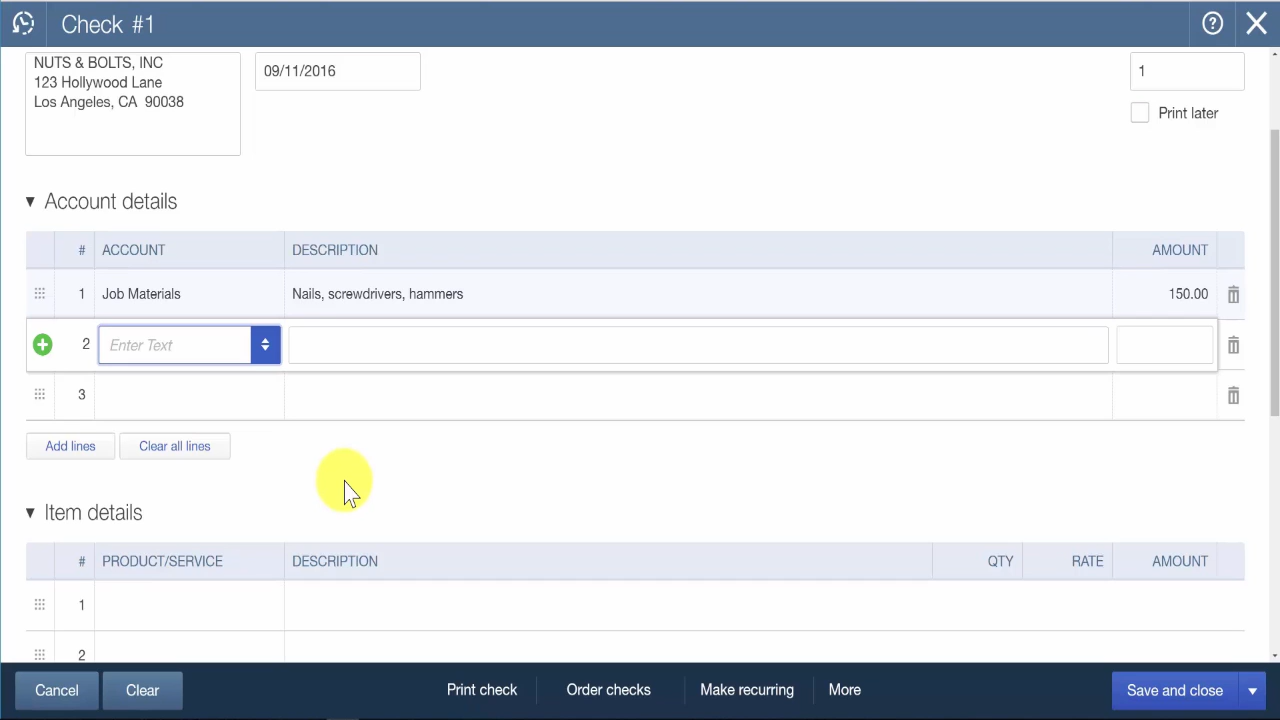 Check #1
?
NUTS & BOLTS, INC
123 Hollywood Lane
Los Angeles, CA 90038
09/11/2016
1
Print later
Account details
# ACCOUNT DESCRIPTION AMOUNT
1 Job Materials Nails, screwdrivers, hammers 150.00
2 Enter Text
3
Add lines Clear all lines
Item details
# PRODUCT/SERVICE DESCRIPTION QTY RATE AMOUNT
1
2
Cancel Clear Print check Order checks Make recurring More Save and close